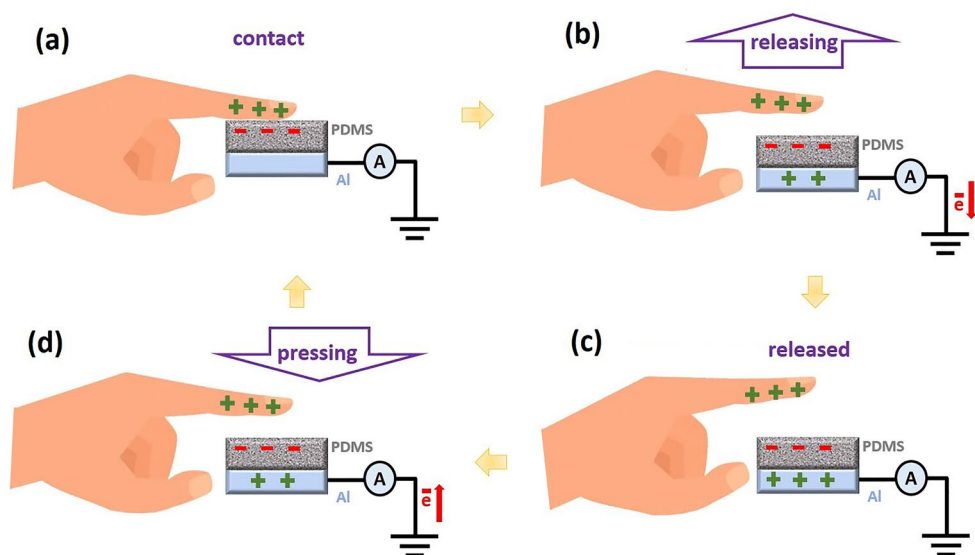 (a)
contact
PDMS
A
Al
(b)
releasing
PDMS
A
Al
ē
(c)
released
PDMS
A
Al
(d)
pressing
PDMS
A
Al
ē